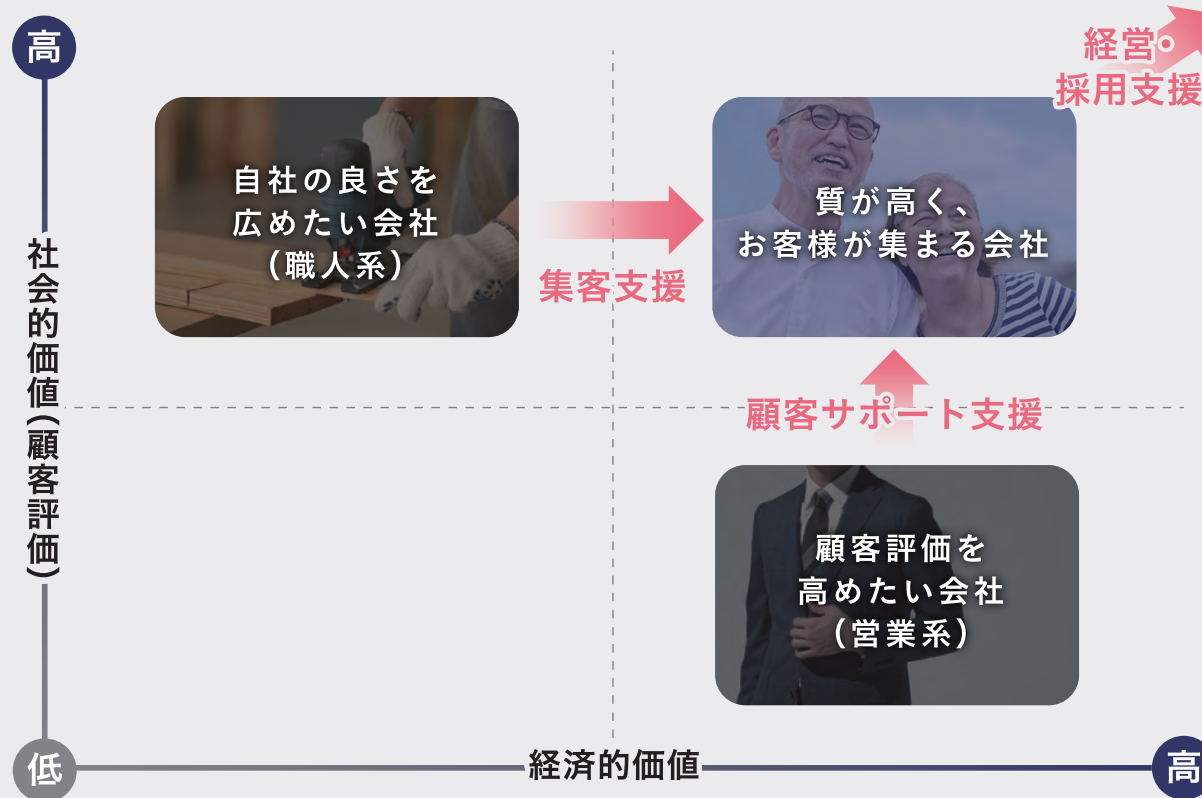 高
経営・
採用支援
自社の良さを
広めたい会社
（職人系）
集客支援
質が高く、
お客様が集まる会社
社会的価値（顧客評価）
顧客サポート支援
顧客評価を
高めたい会社
（営業系）
低
経済的価値
高